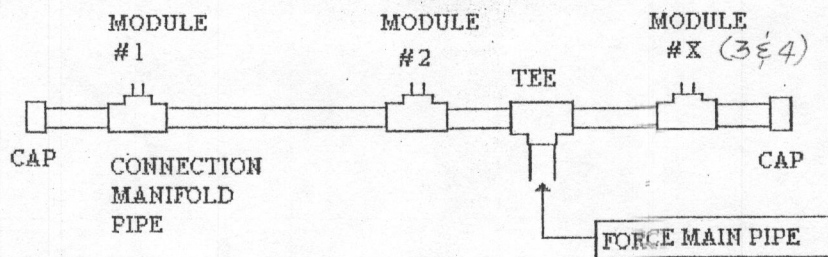 MODULE
#1
MODULE
#2
MODULE
#X (3 & 4)
TEE
CAP
CONNECTION
MANIFOLD
PIPE
CAP
FORCE MAIN PIPE